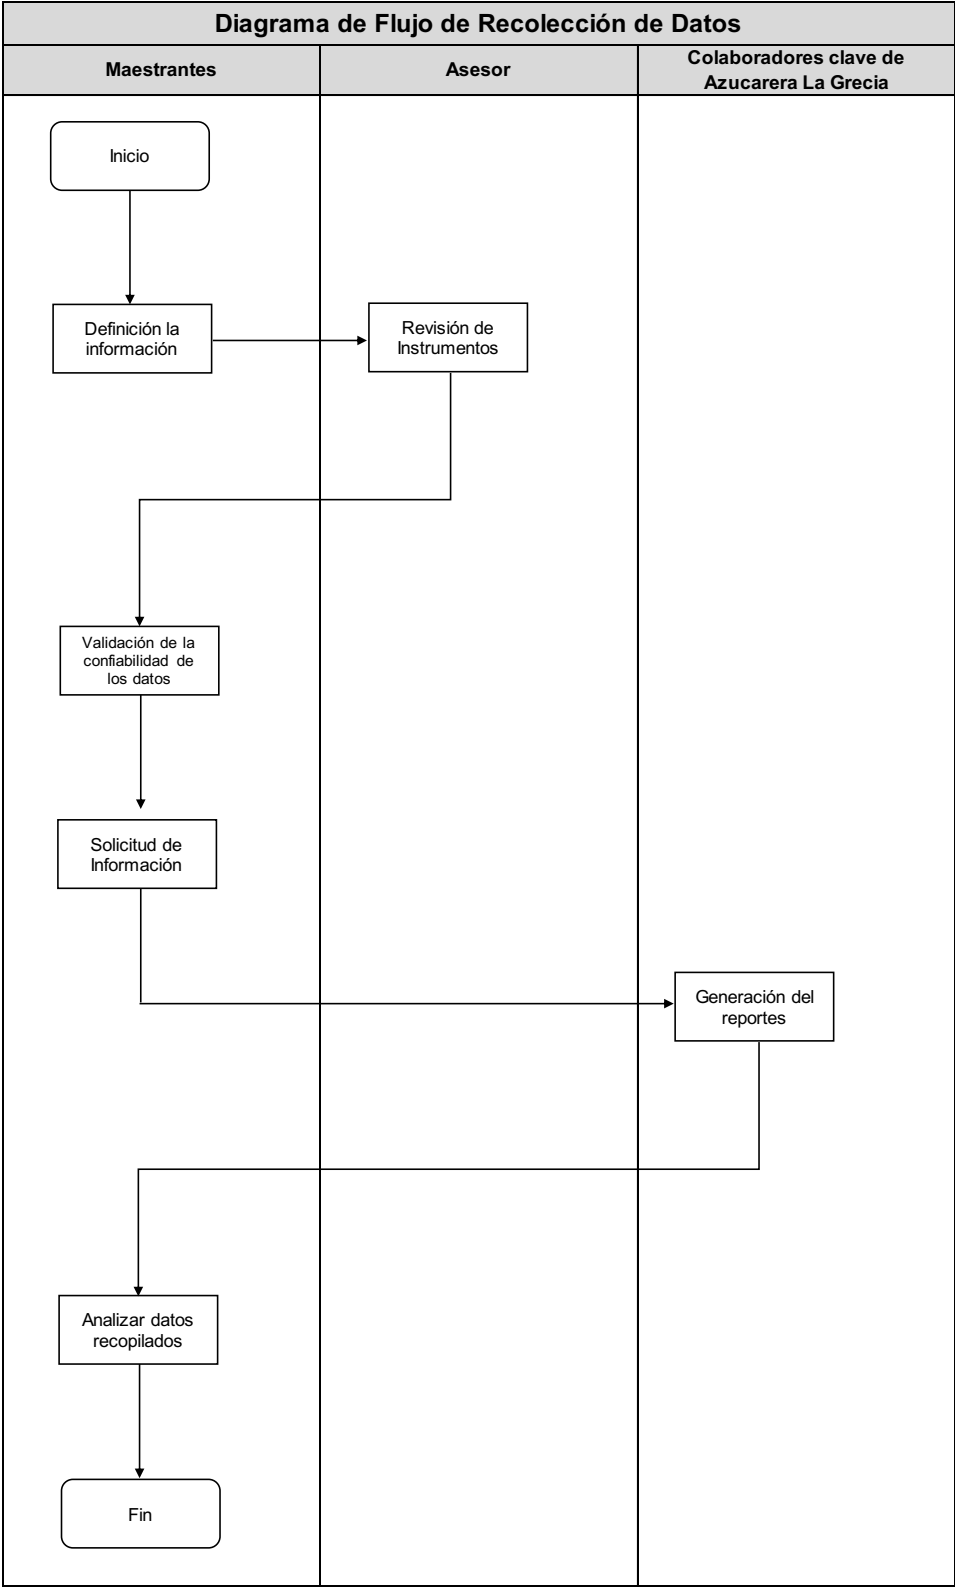 Diagrama de Flujo de Recolección de Datos
Maestrantes
Asesor
Colaboradores clave de
Azucarera La Grecia
Inicio
Definición la
información
Revisión de
Instrumentos
Validación de la
confiabilidad de
los datos
Solicitud de
Información
Generación del
reportes
Analizar datos
recopilados
Fin